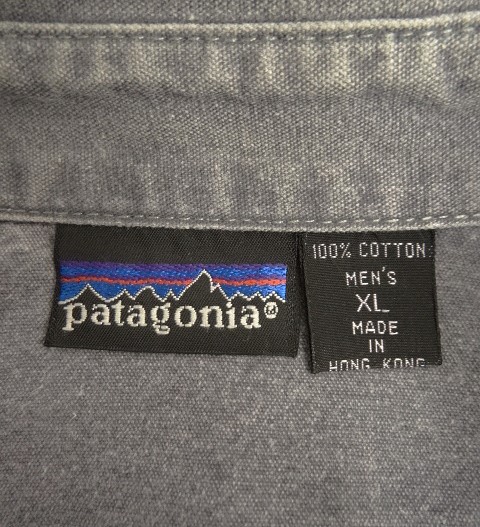 patagonia®
100% COTTON
MEN'S
XL
MADE
IN
HONG KONG